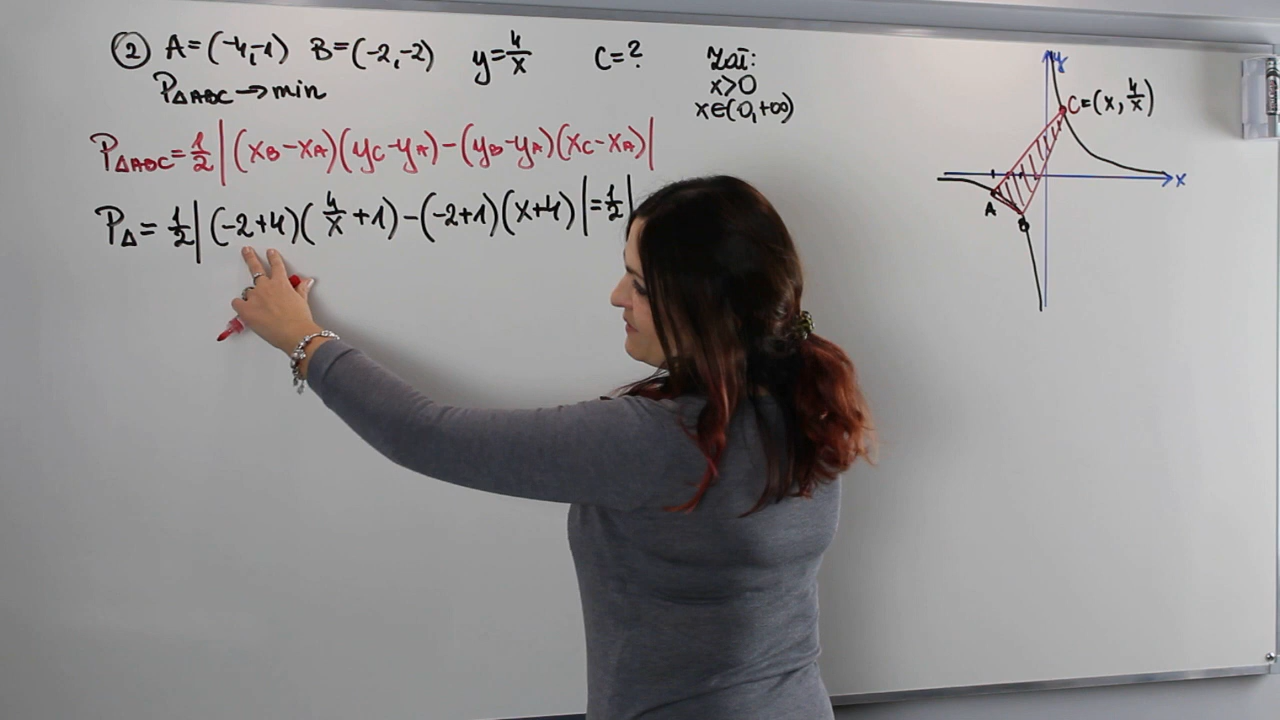 ② A=(-4,-1) B=(-2,-2) y=4/x C=? Zał:
P△ABC→min x>0
x∈(0,+∞)
P△ABC=1/2|(xB-xA)(yC-yA)-(yB-yA)(xC-xA)|
P△=1/2|(-2+4)(4/x+1)-(-2+1)(x+4)|=1/2|
y
C=(x, 4/x)
x
A
B